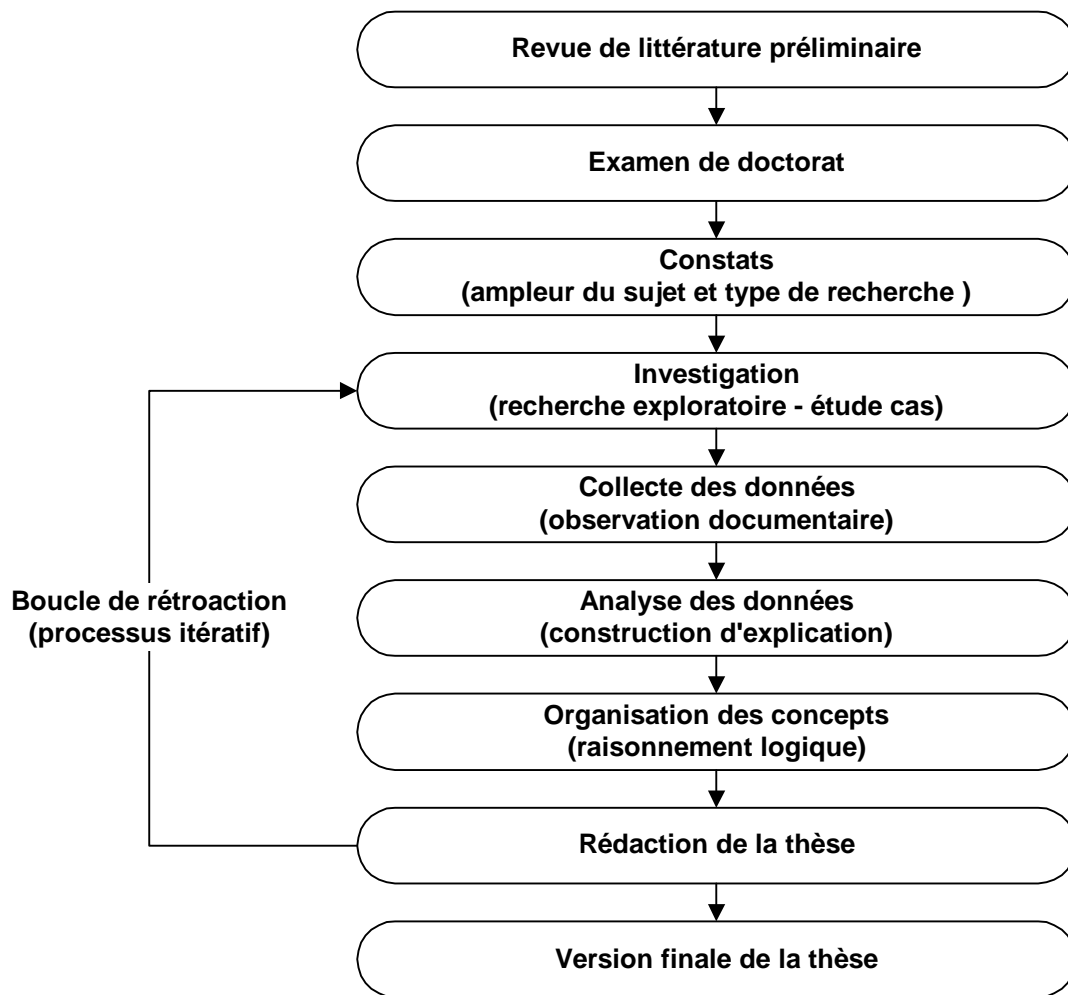 Revue de littérature préliminaire
Examen de doctorat
Constats
(ampleur du sujet et type de recherche )
Investigation
(recherche exploratoire - étude cas)
Collecte des données
(observation documentaire)
Analyse des données
(construction d'explication)
Boucle de rétroaction
(processus itératif)
Organisation des concepts
(raisonnement logique)
Rédaction de la thèse
Version finale de la thèse